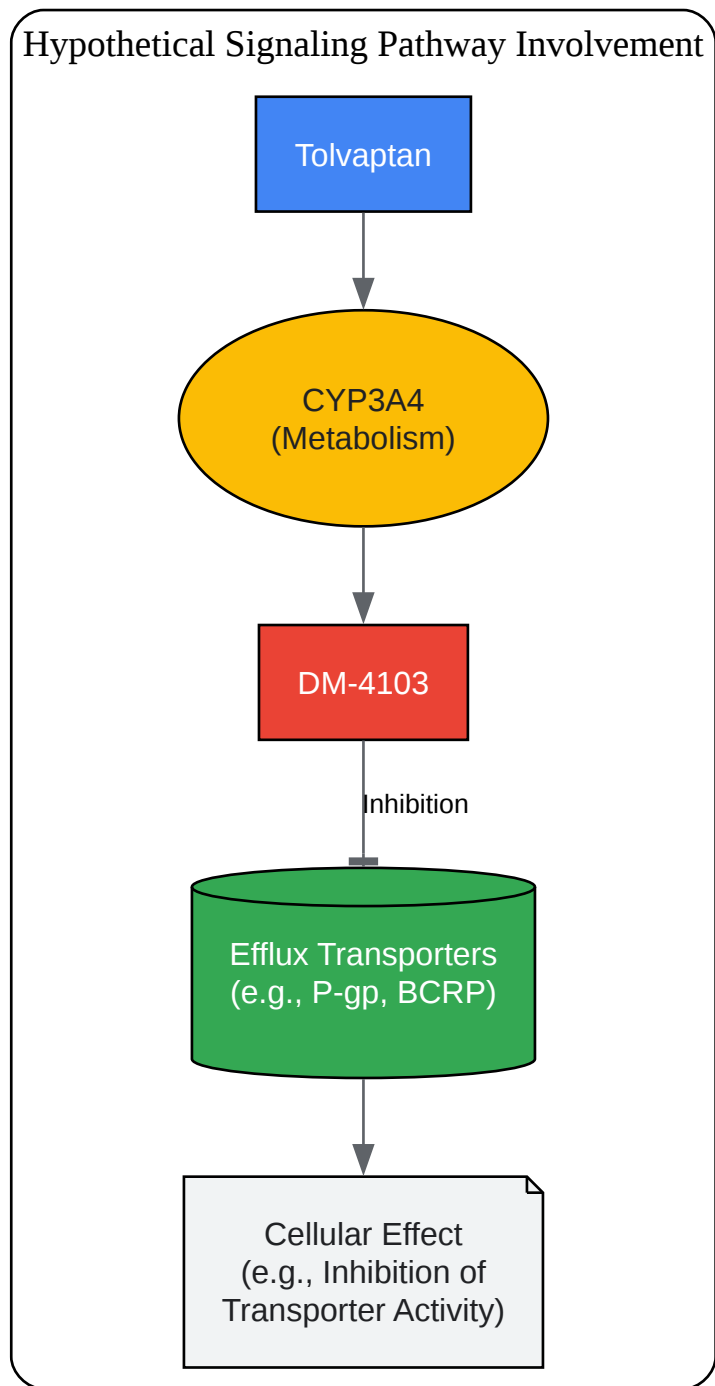 Hypothetical Signaling Pathway Involvement
Tolvaptan
CYP3A4
(Metabolism)
DM-4103
Inhibition
Efflux Transporters
(e.g., P-gp, BCRP)
Cellular Effect
(e.g., Inhibition of
Transporter Activity)